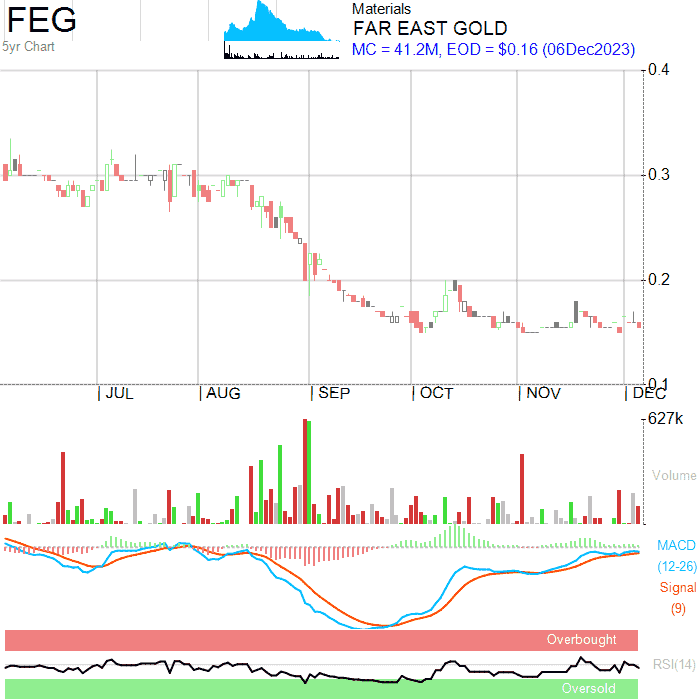 FEG
5yr Chart
Materials
FAR EAST GOLD
MC = 41.2M, EOD = $0.16 (06Dec2023)
0.4
0.3
0.2
0.1
JUL AUG SEP OCT NOV DEC
627k
Volume
MACD
(12-26)
Signal
(9)
Overbought
RSI(14)
Oversold